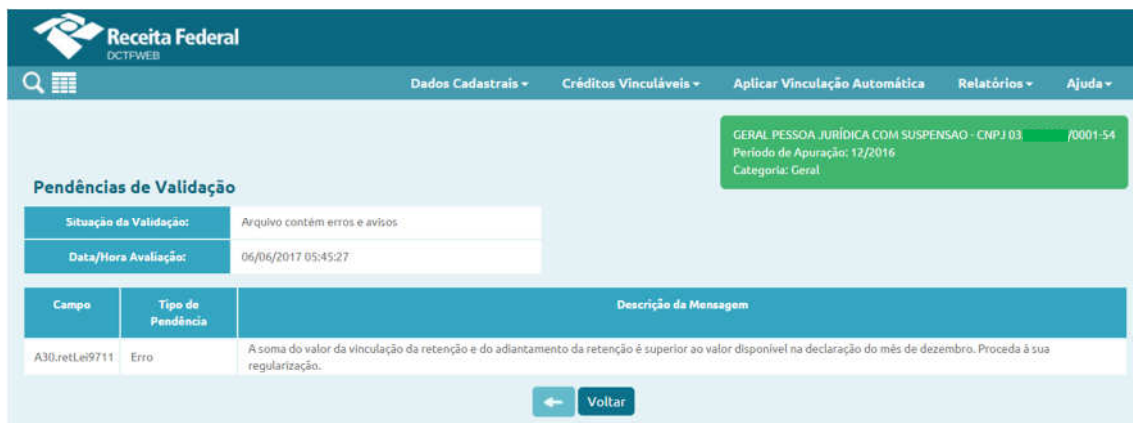 Receita Federal
DCTFWEB
Dados Cadastrais Créditos Vinculáveis Aplicar Vinculação Automática Relatórios Ajuda
GERAL PESSOA JURÍDICA COM SUSPENSAO - CNPJ 03 /0001-54
Período de Apuração: 12/2016
Categoria: Geral
Pendências de Validação
Situação da Validação: Arquivo contém erros e avisos
Data/Hora Avaliação: 06/06/2017 05:45:27
Campo Tipo de Pendência Descrição da Mensagem
A30.retLei9711 Erro A soma do valor da vinculação da retenção e do adiantamento da retenção é superior ao valor disponível na declaração do mês de dezembro. Proceda à sua
regularização.
Voltar